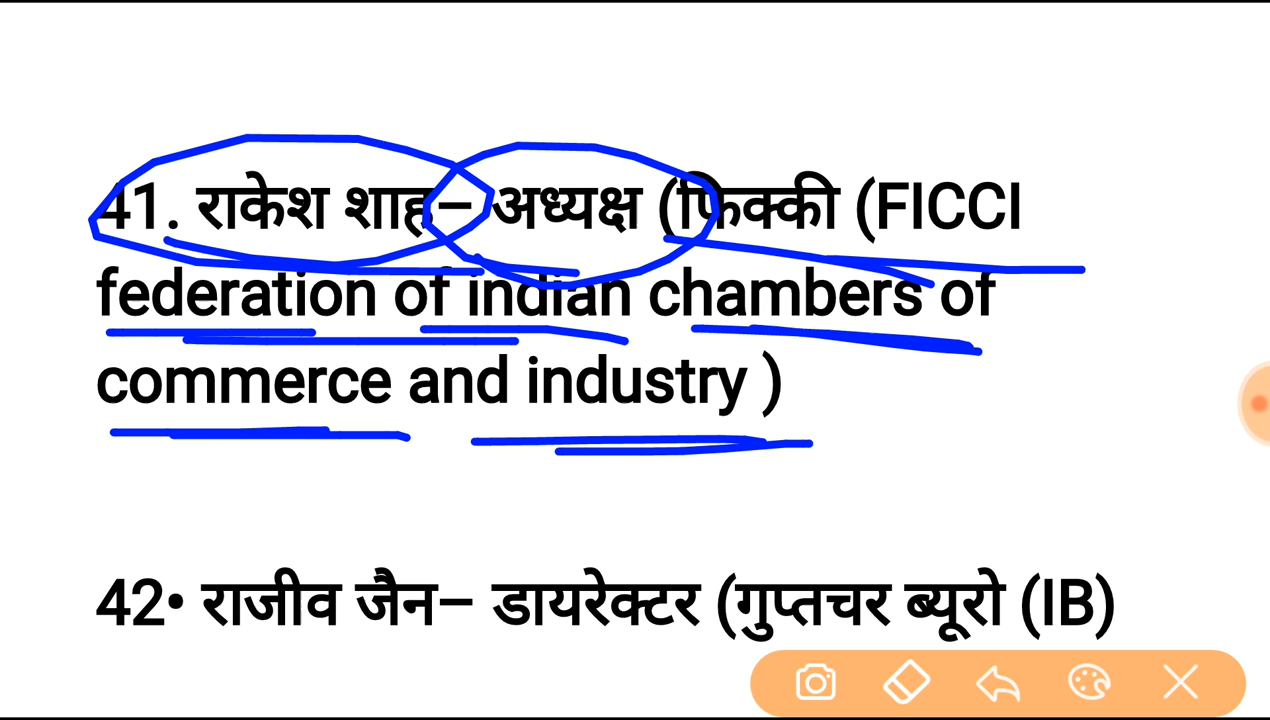 41. राकेश शाह– अध्यक्ष (फिक्की (FICCI
federation of indian chambers of
commerce and industry )
42• राजीव जैन– डायरेक्टर (गुप्तचर ब्यूरो (IB)